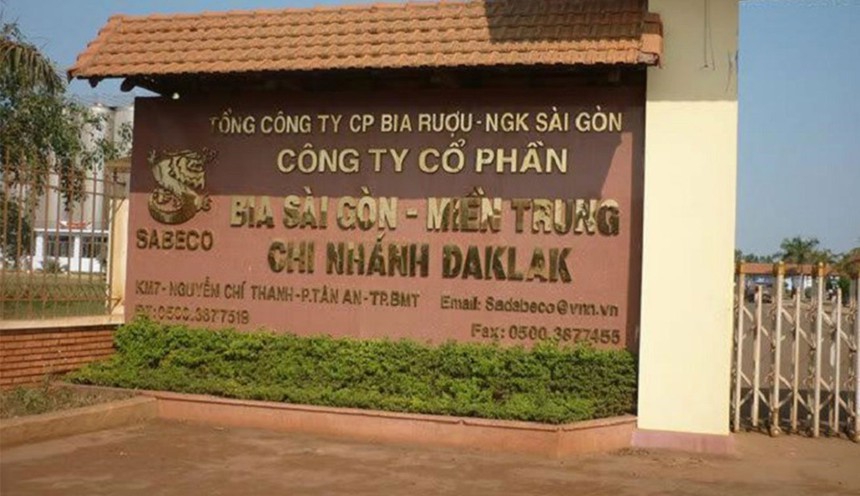 TỔNG CÔNG TY CP BIA RƯỢU - NGK SÀI GÒN
CÔNG TY CỔ PHẦN
BIA SÀI GÒN - MIỀN TRUNG
CHI NHÁNH ĐAKLAK
SABECO
KM7 - NGUYỄN CHÍ THANH - P.TÂN AN - TP.BMT Email: Sadabeco@vnn.vn
ĐT: 0500.3877519 Fax: 0500.3877455